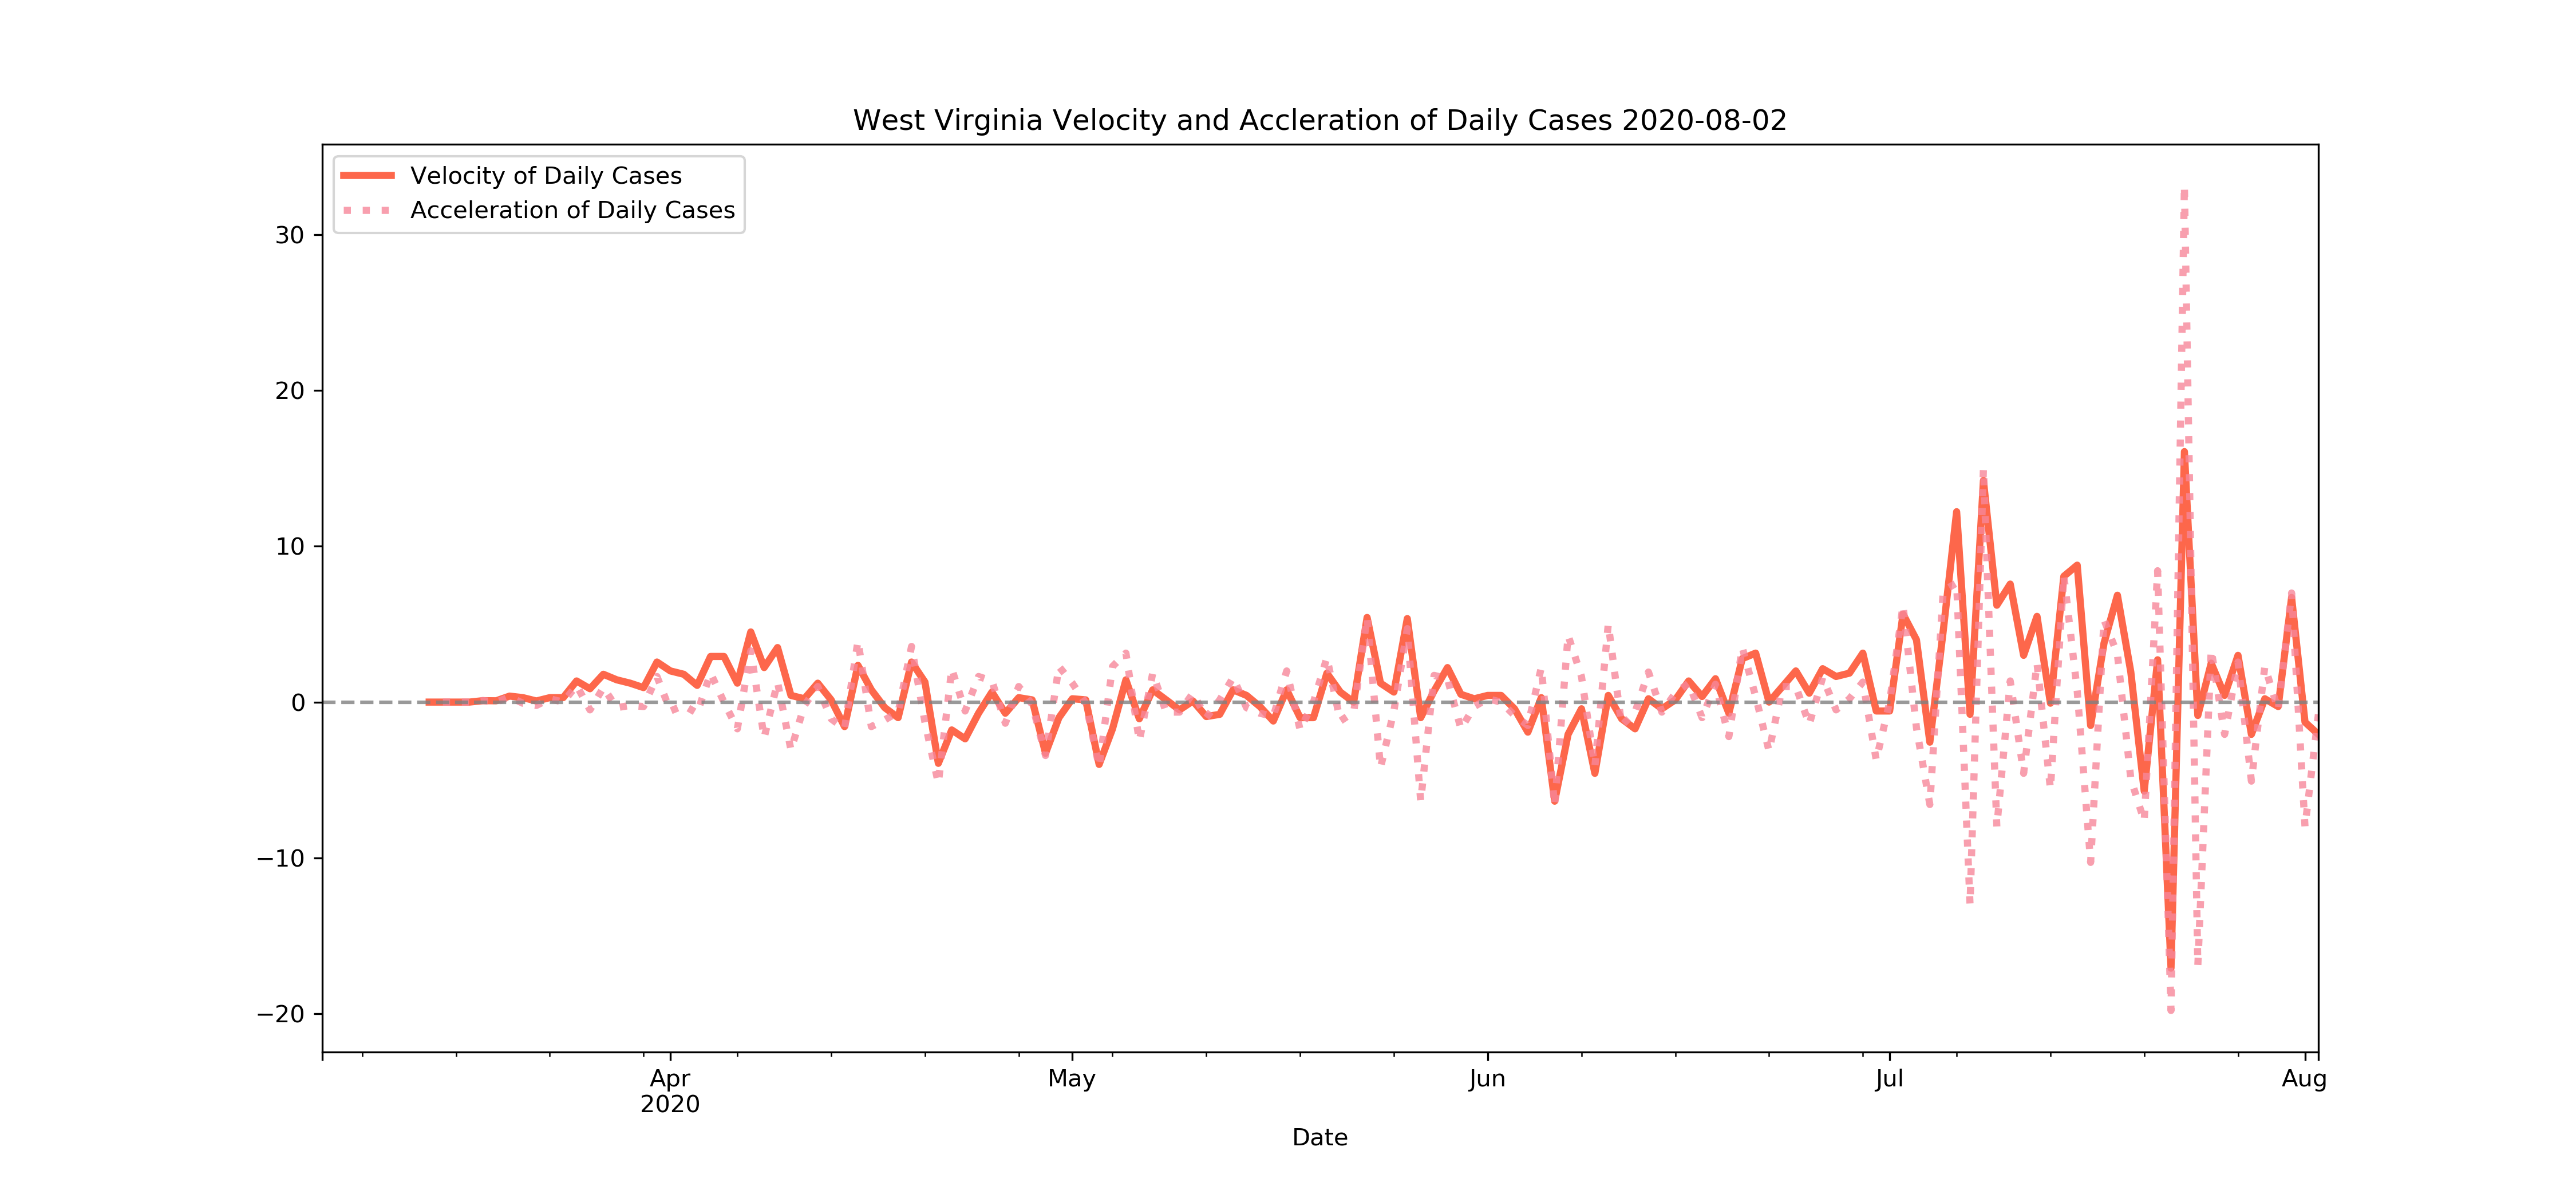 West Virginia Velocity and Accleration of Daily Cases 2020-08-02
Velocity of Daily Cases
Acceleration of Daily Cases
30
20
10
0
−10
−20
Apr
2020
May
Jun
Jul
Aug
Date